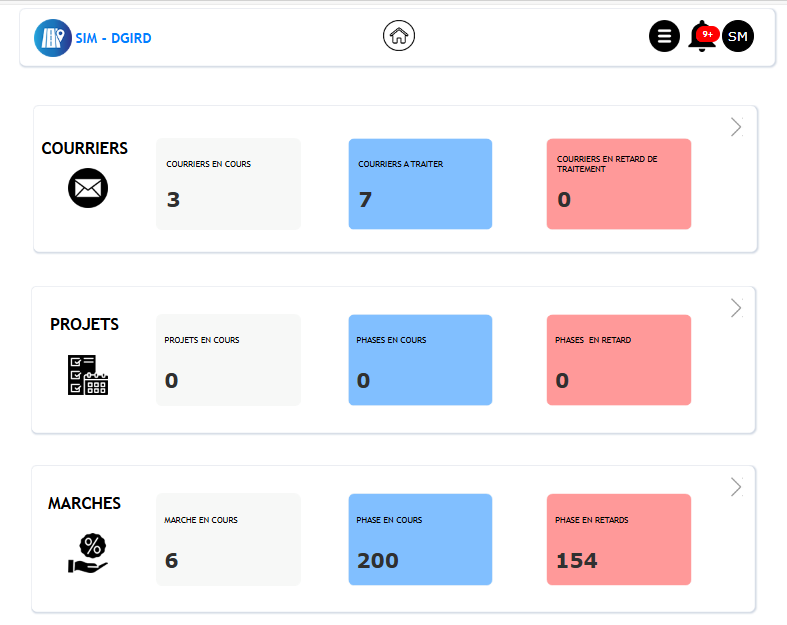 SIM - DGIRD
9+
SM
COURRIERS
COURRIERS EN COURS
3
COURRIERS A TRAITER
7
COURRIERS EN RETARD DE
TRAITEMENT
0
PROJETS
PROJETS EN COURS
0
PHASES EN COURS
0
PHASES  EN RETARD
0
MARCHES
%
MARCHE EN COURS
6
PHASE EN COURS
200
PHASE EN RETARDS
154